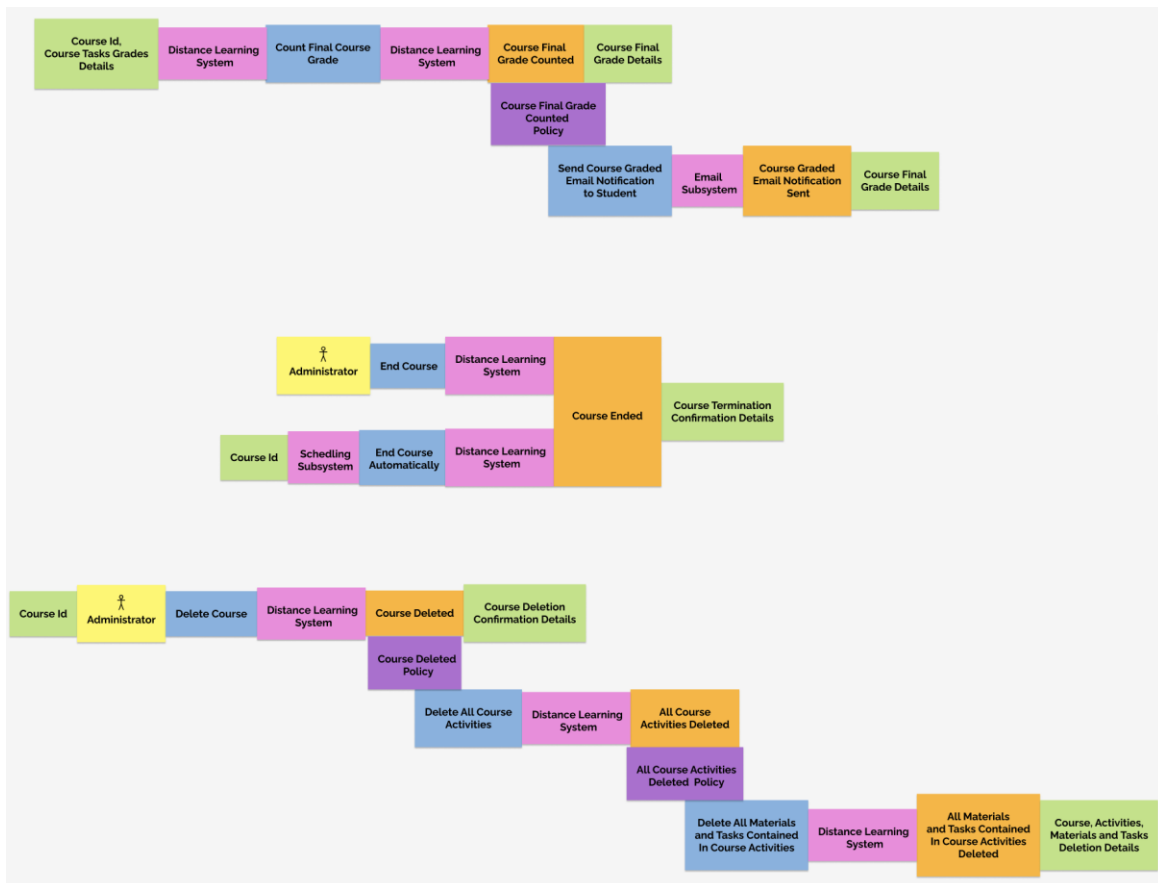 Course Id,
Course Tasks Grades
Details
Distance Learning
System
Count Final Course
Grade
Distance Learning
System
Course Final
Grade Counted
Course Final
Grade Details
Course Final Grade
Counted
Policy
Send Course Graded
Email Notification
to Student
Email
Subsystem
Course Graded
Email Notification
Sent
Course Final
Grade Details
Administrator
End Course
Distance Learning
System
Course Ended
Course Termination
Confirmation Details
Course Id
Schedling
Subsystem
End Course
Automatically
Distance Learning
System
Course Id
Administrator
Delete Course
Distance Learning
System
Course Deleted
Course Deletion
Confirmation Details
Course Deleted
Policy
Delete All Course
Activities
Distance Learning
System
All Course
Activities Deleted
All Course Activities
Deleted Policy
Delete All Materials
and Tasks Contained
In Course Activities
Distance Learning
System
All Materials
and Tasks Contained
In Course Activities
Deleted
Course, Activities,
Materials and Tasks
Deletion Details